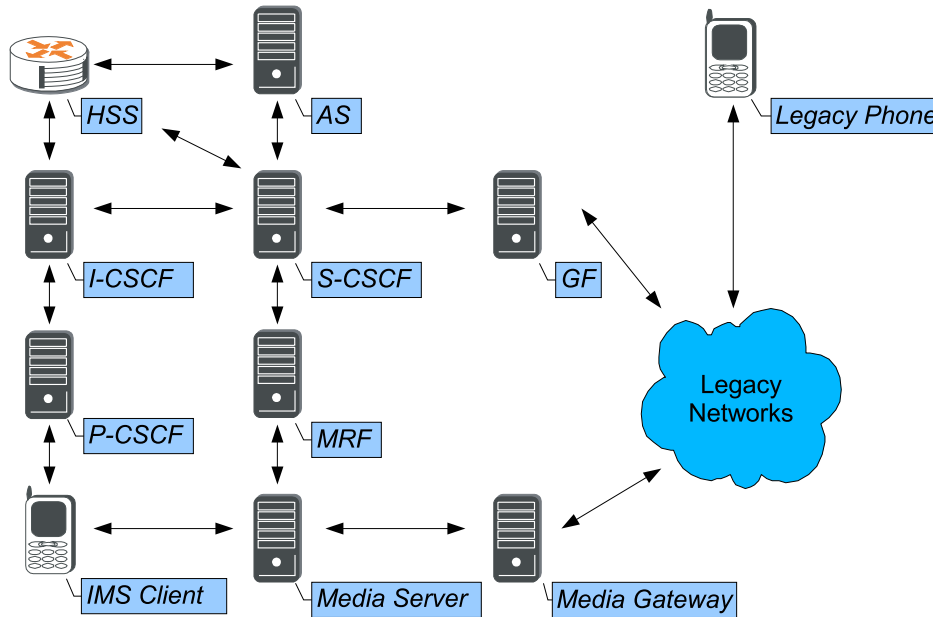 HSS
AS
Legacy Phone
I-CSCF
S-CSCF
GF
Legacy
Networks
P-CSCF
MRF
IMS Client
Media Server
Media Gateway